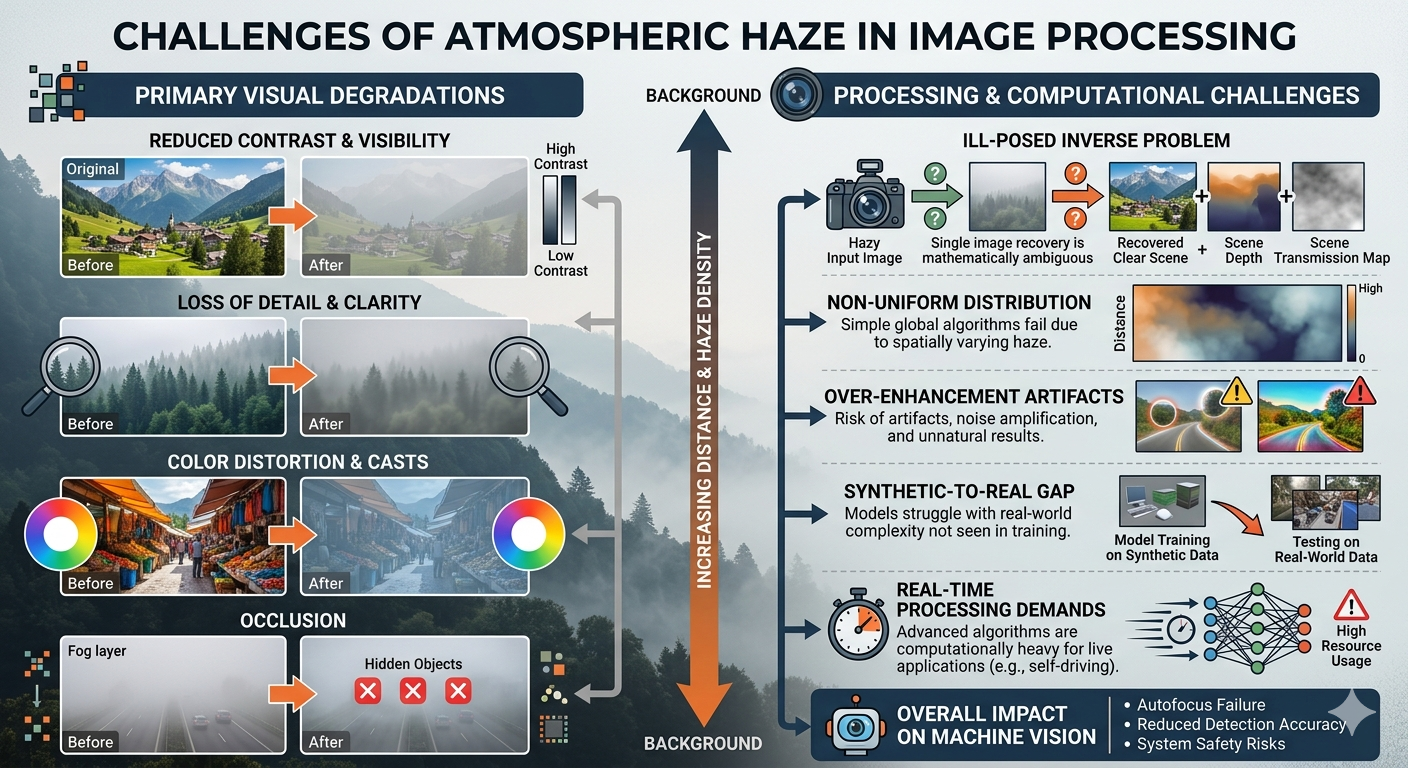 CHALLENGES OF ATMOSPHERIC HAZE IN IMAGE PROCESSING
PRIMARY VISUAL DEGRADATIONS
REDUCED CONTRAST & VISIBILITY
Original
Before
After
High
Contrast
Low
Contrast
LOSS OF DETAIL & CLARITY
Before
After
COLOR DISTORTION & CASTS
Before
After
OCCLUSION
Fog layer
Before
Hidden Objects
After
BACKGROUND
INCREASING DISTANCE & HAZE DENSITY
BACKGROUND
PROCESSING & COMPUTATIONAL CHALLENGES
ILL-POSED INVERSE PROBLEM
? ?
? ?
Hazy
Input Image
Single image recovery is
mathematically ambiguous
+ +
Recovered
Clear Scene
+
Scene
Depth
Scene
Transmission Map
NON-UNIFORM DISTRIBUTION
Simple global algorithms fail due
to spatially varying haze.
Distance
High
0
OVER-ENHANCEMENT ARTIFACTS
Risk of artifacts, noise amplification,
and unnatural results.
! !
SYNTHETIC-TO-REAL GAP
Models struggle with real-world
complexity not seen in training.
Model Training
on Synthetic Data
Testing on
Real-World Data
REAL-TIME
PROCESSING DEMANDS
Advanced algorithms are
computationally heavy for live
applications (e.g., self-driving).
!
High
Resource
Usage
OVERALL IMPACT
ON MACHINE VISION
• Autofocus Failure
• Reduced Detection Accuracy
• System Safety Risks